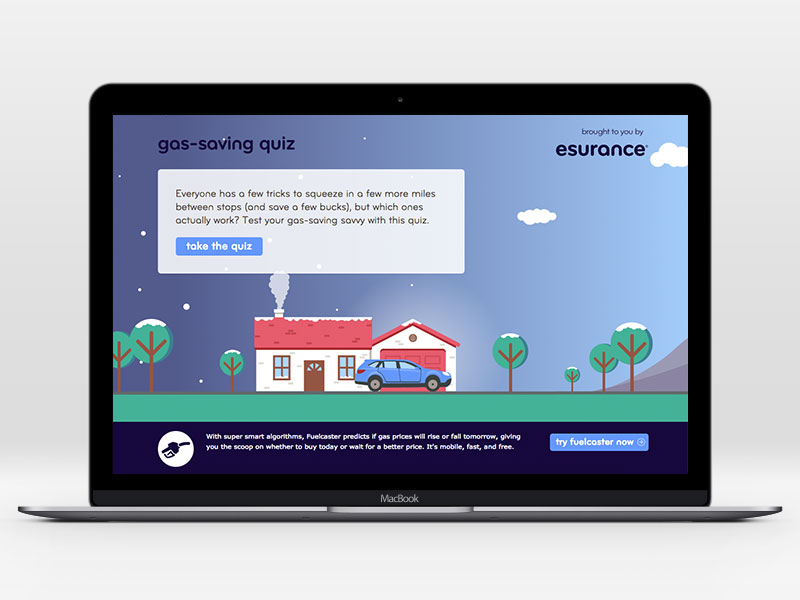 gas-saving quiz
brought to you by
esurance®
Everyone has a few tricks to squeeze in a few more miles
between stops (and save a few bucks), but which ones
actually work? Test your gas-saving savvy with this quiz.
take the quiz
With super smart algorithms, Fuelcaster predicts if gas prices will rise or fall tomorrow, giving
you the scoop on whether to buy today or wait for a better price. It's mobile, fast, and free.
try fuelcaster now
MacBook